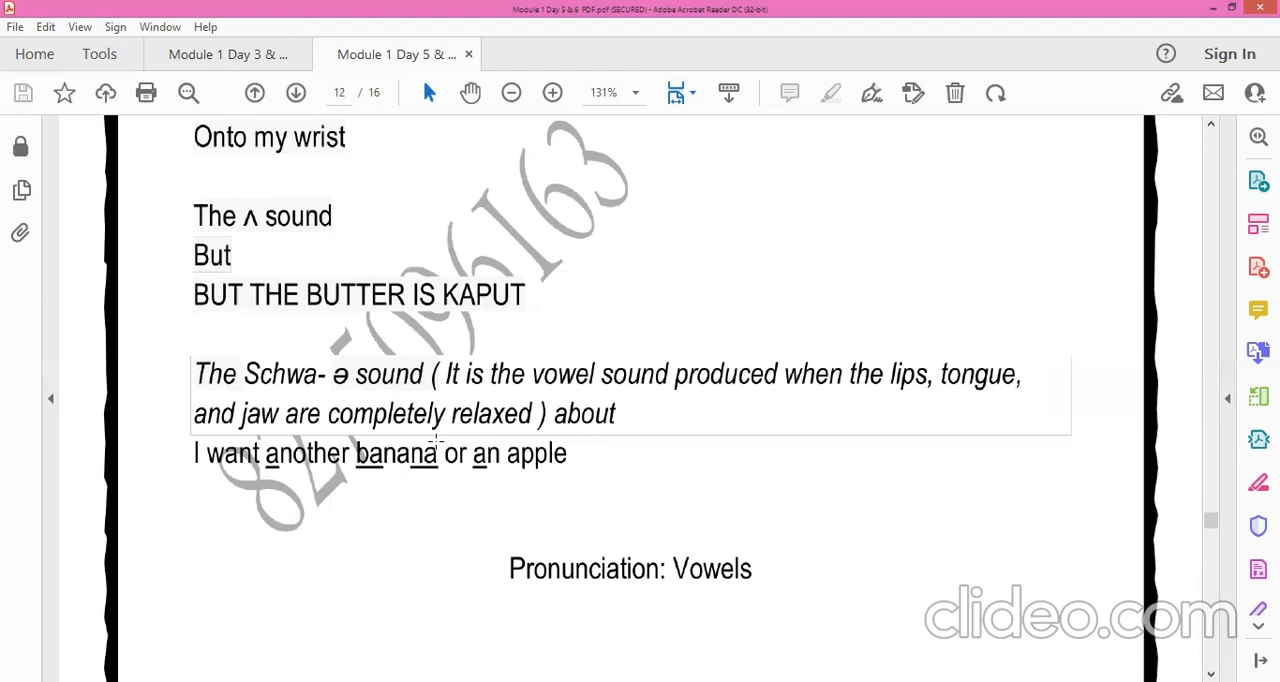 Module 1 Day 5 & 6 PDF.pdf (SECURED) - Adobe Acrobat Reader DC (32-bit)
File Edit View Sign Window Help
Home Tools Module 1 Day 3 & ... Module 1 Day 5 & ... × Sign In
12 / 16 131%
Onto my wrist
The ʌ sound
But
BUT THE BUTTER IS KAPUT
The Schwa- ə sound ( It is the vowel sound produced when the lips, tongue,
and jaw are completely relaxed ) about
I want another banana or an apple
Pronunciation: Vowels
clideo.com